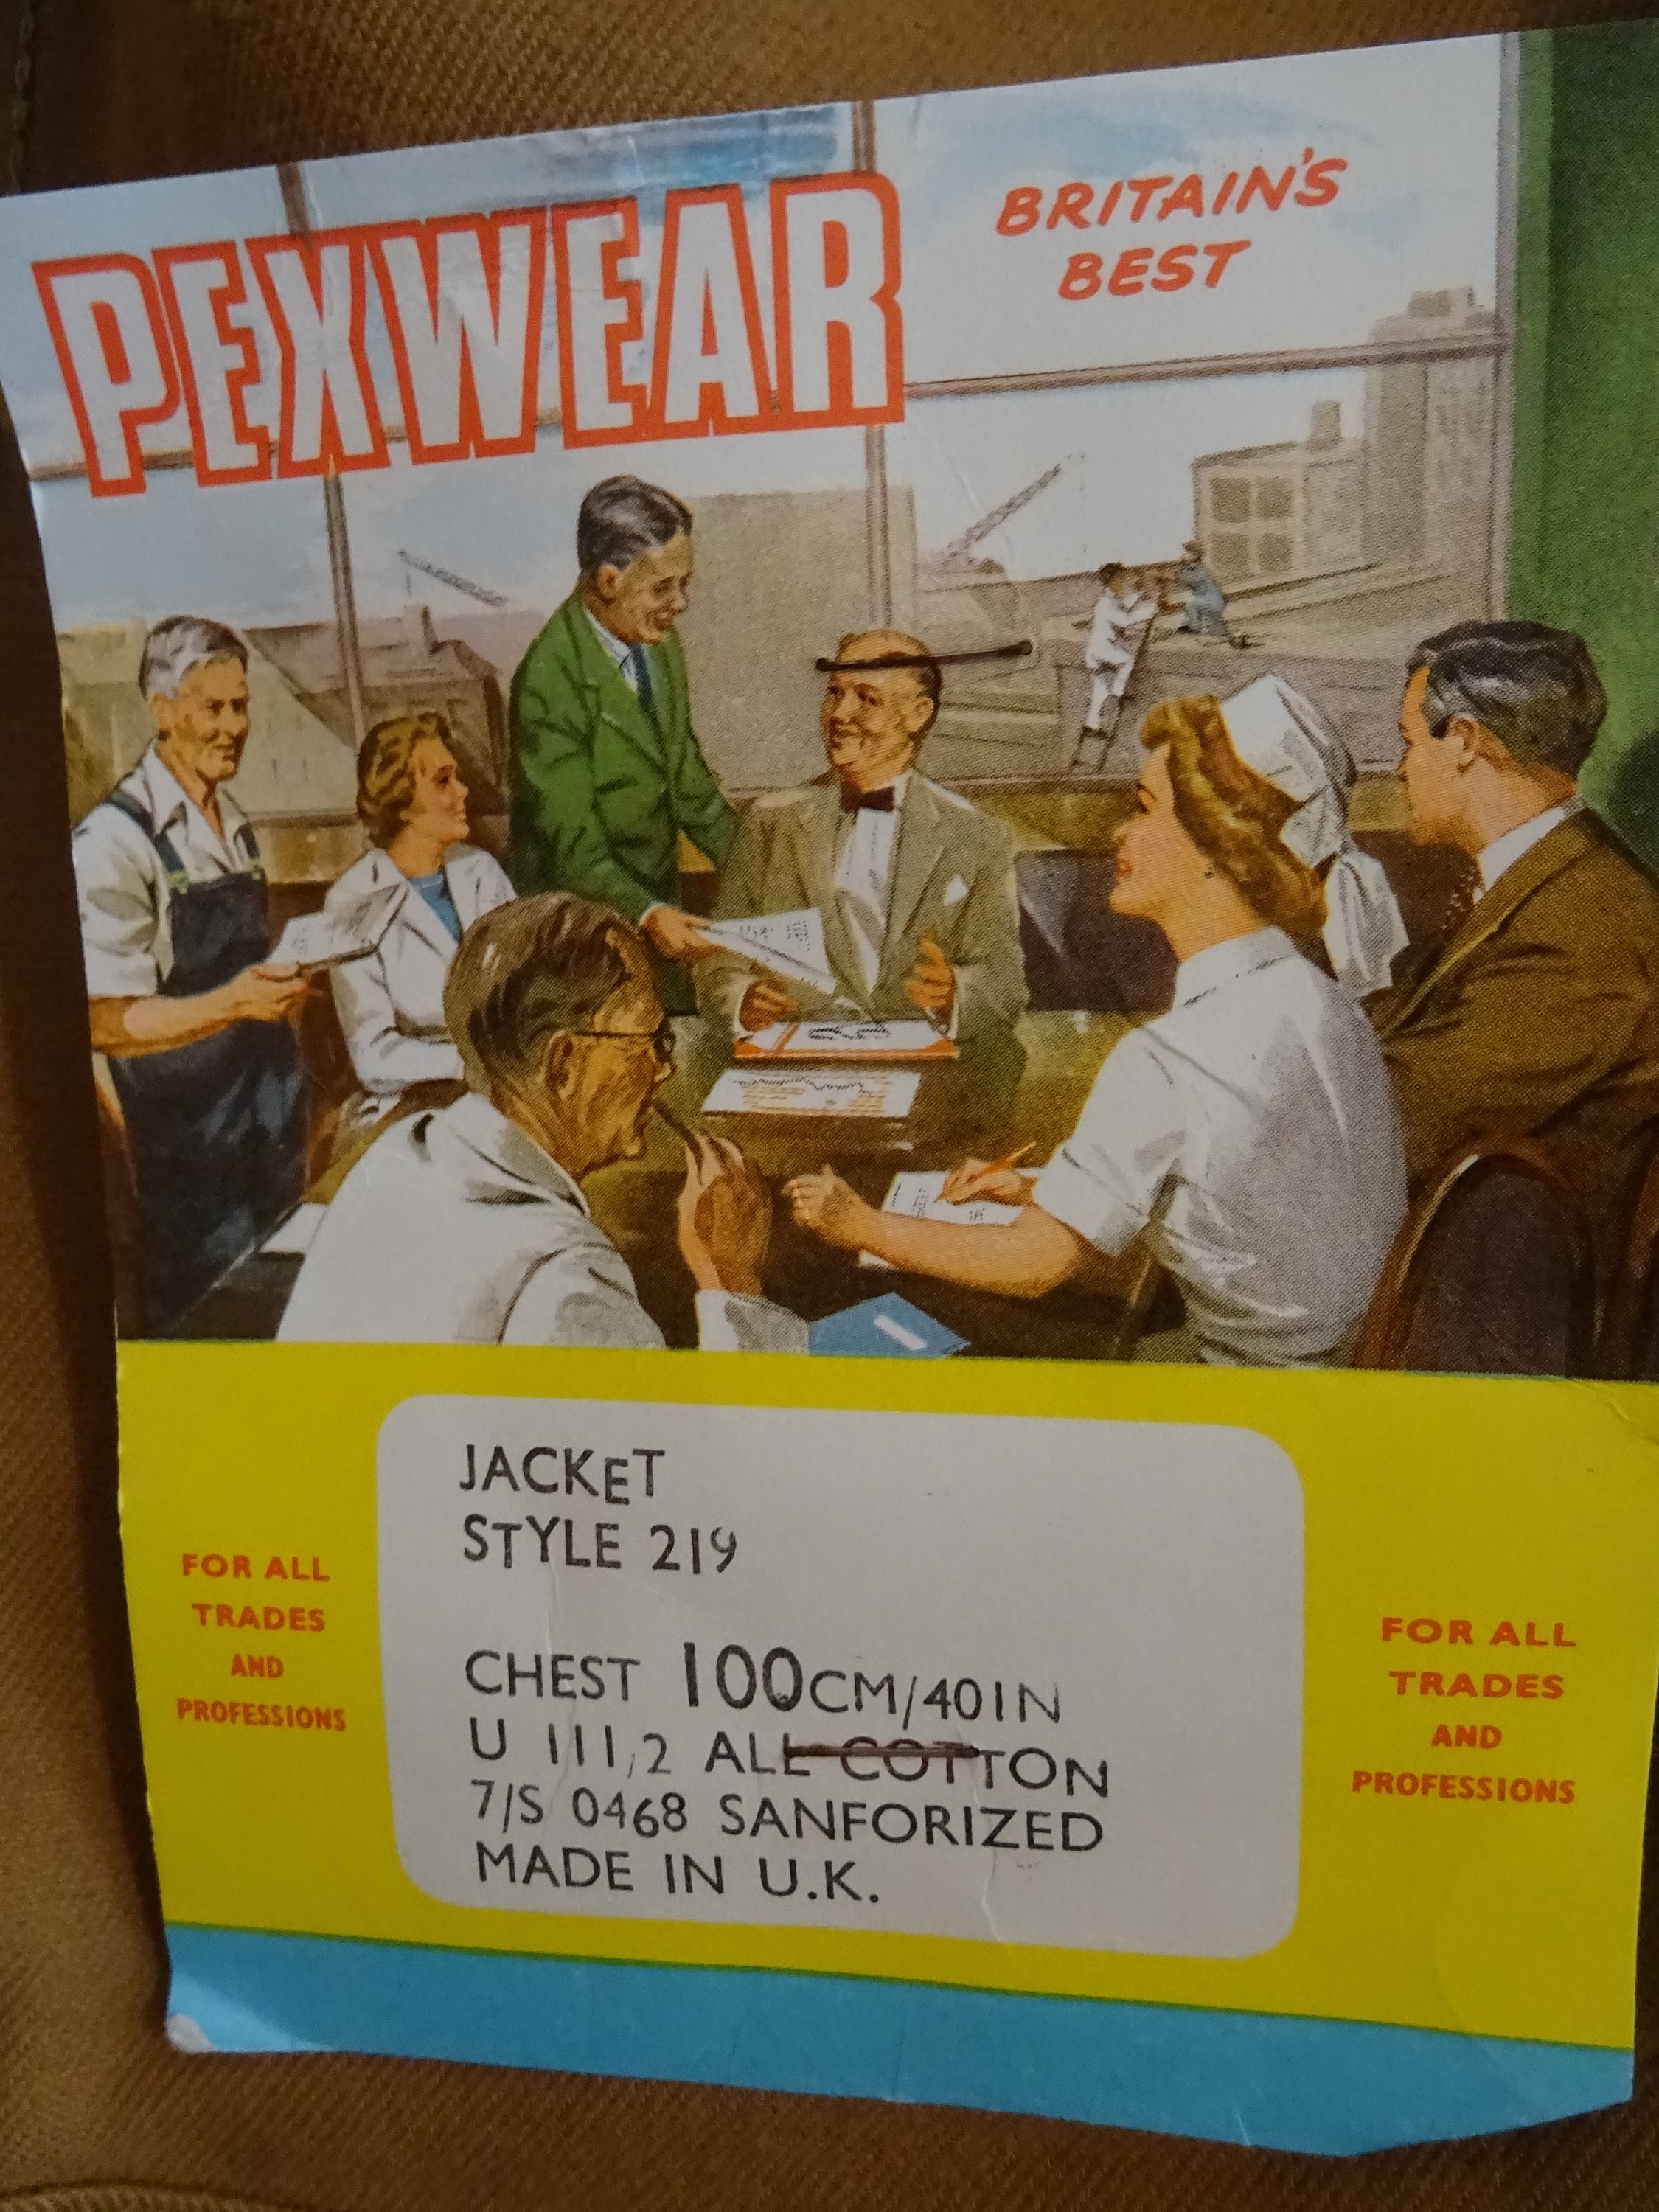 PEXWEAR
BRITAIN'S
BEST
JACKET
STYLE 219
CHEST 100CM/40IN
U 111,2 ALL COTTON
7/S 0468 SANFORIZED
MADE IN U.K.
FOR ALL
TRADES
AND
PROFESSIONS
FOR ALL
TRADES
AND
PROFESSIONS